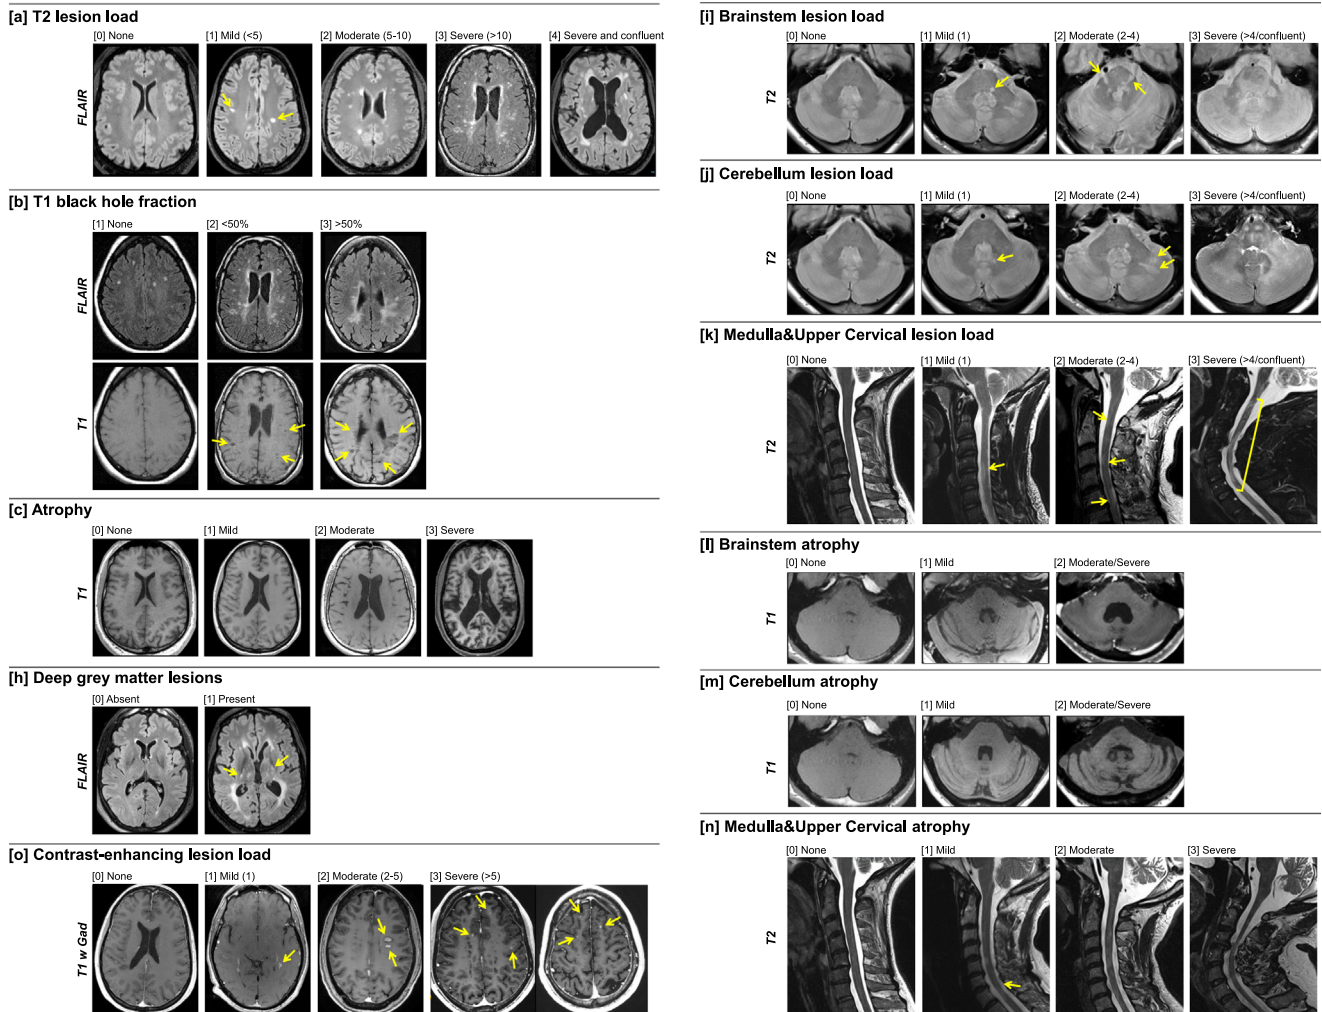 [a] T2 lesion load
[0] None
[1] Mild (<5)
[2] Moderate (5-10)
[3] Severe (>10)
[4] Severe and confluent
FLAIR
[b] T1 black hole fraction
[1] None
[2] <50%
[3] >50%
FLAIR
T1
[c] Atrophy
[0] None
[1] Mild
[2] Moderate
[3] Severe
T1
[h] Deep grey matter lesions
[0] Absent
[1] Present
FLAIR
[o] Contrast-enhancing lesion load
[0] None
[1] Mild (1)
[2] Moderate (2-5)
[3] Severe (>5)
T1 w Gad
[i] Brainstem lesion load
[0] None
[1] Mild (1)
[2] Moderate (2-4)
[3] Severe (>4/confluent)
T2
[j] Cerebellum lesion load
[0] None
[1] Mild (1)
[2] Moderate (2-4)
[3] Severe (>4/confluent)
T2
[k] Medulla&Upper Cervical lesion load
[0] None
[1] Mild (1)
[2] Moderate (2-4)
[3] Severe (>4/confluent)
T2
[l] Brainstem atrophy
[0] None
[1] Mild
[2] Moderate/Severe
T1
[m] Cerebellum atrophy
[0] None
[1] Mild
[2] Moderate/Severe
T1
[n] Medulla&Upper Cervical atrophy
[0] None
[1] Mild
[2] Moderate
[3] Severe
T2